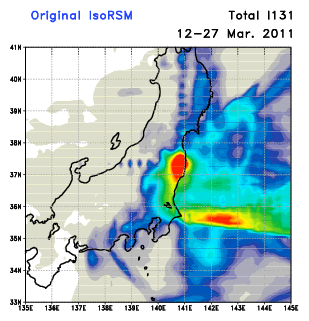 Original IsoRSM Total I131
12-27 Mar. 2011
41N
40N
39N
38N
37N
36N
35N
34N
33N
135E 136E 137E 138E 139E 140E 141E 142E 143E 144E 145E